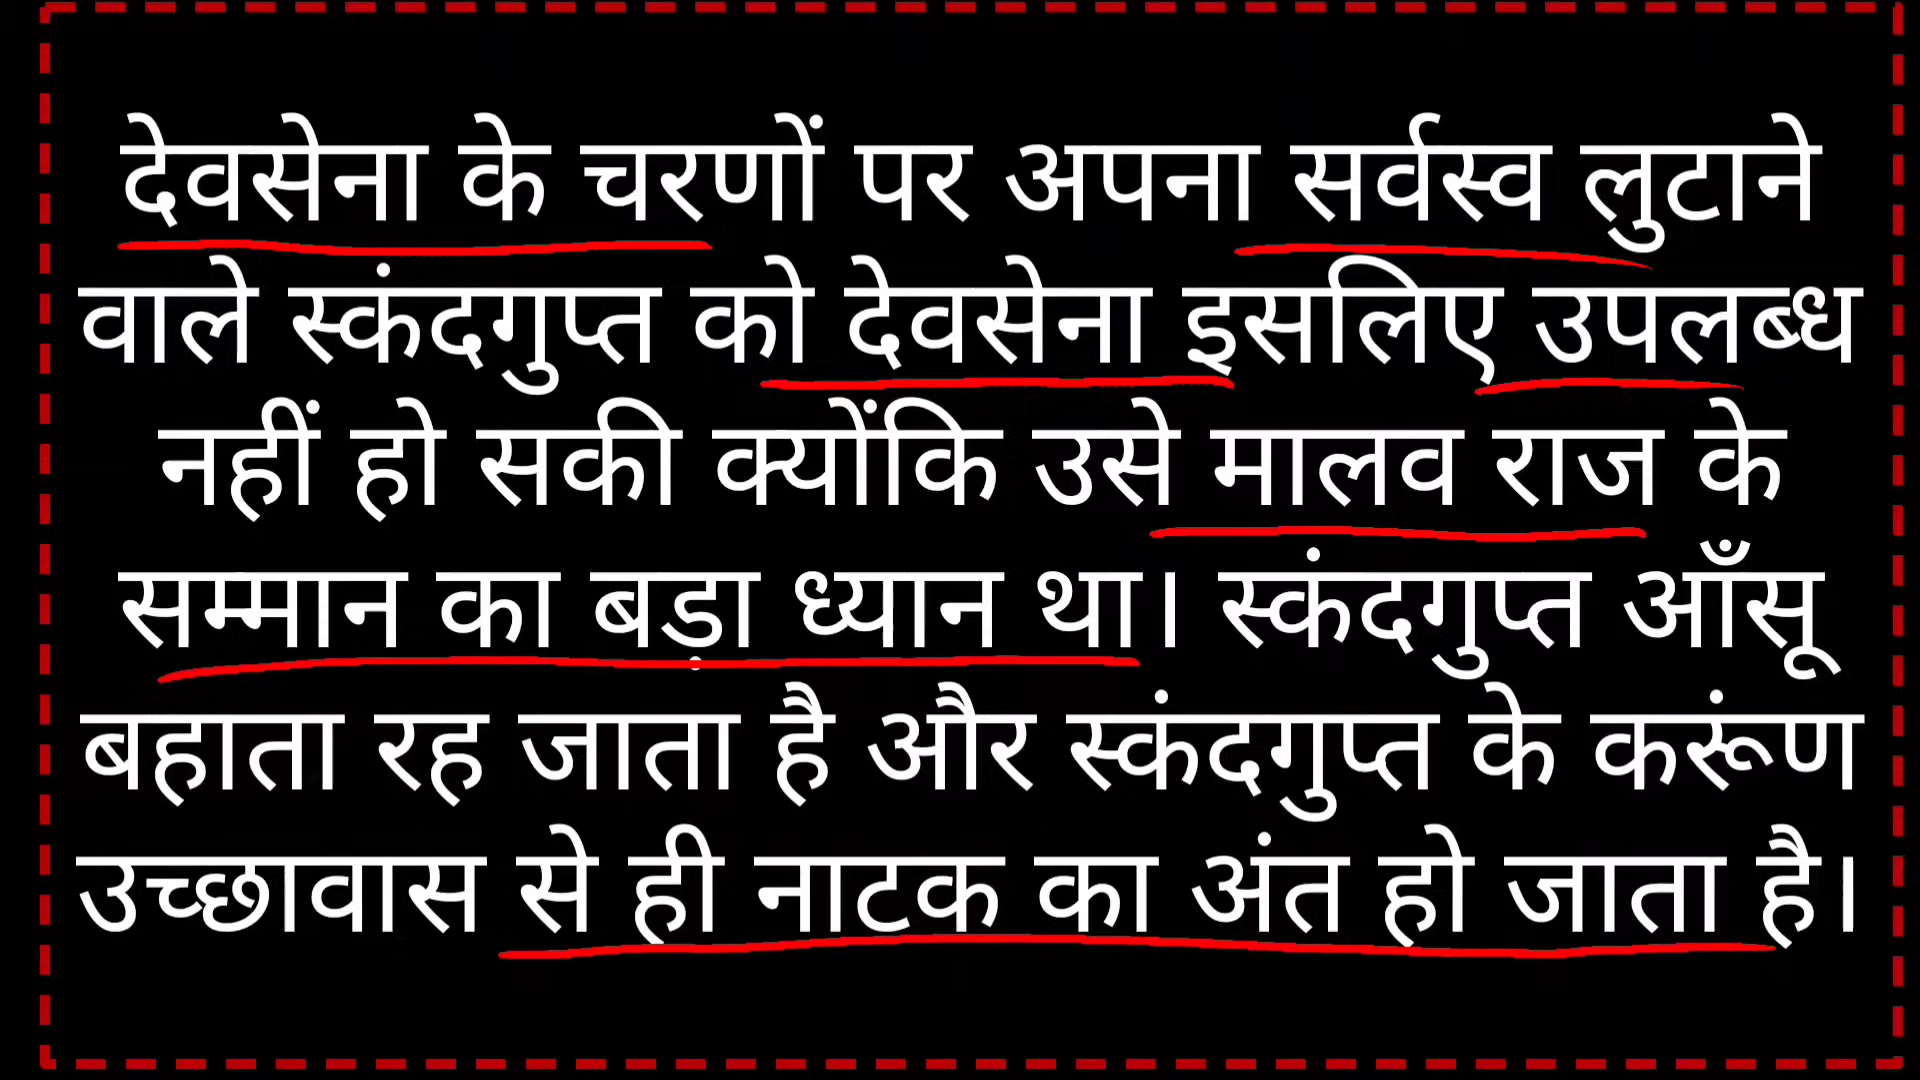 देवसेना के चरणों पर अपना सर्वस्व लुटाने
वाले स्कंदगुप्त को देवसेना इसलिए उपलब्ध
नहीं हो सकी क्योंकि उसे मालव राज के
सम्मान का बड़ा ध्यान था। स्कंदगुप्त आँसू
बहाता रह जाता है और स्कंदगुप्त के करूंण
उच्छावास से ही नाटक का अंत हो जाता है।